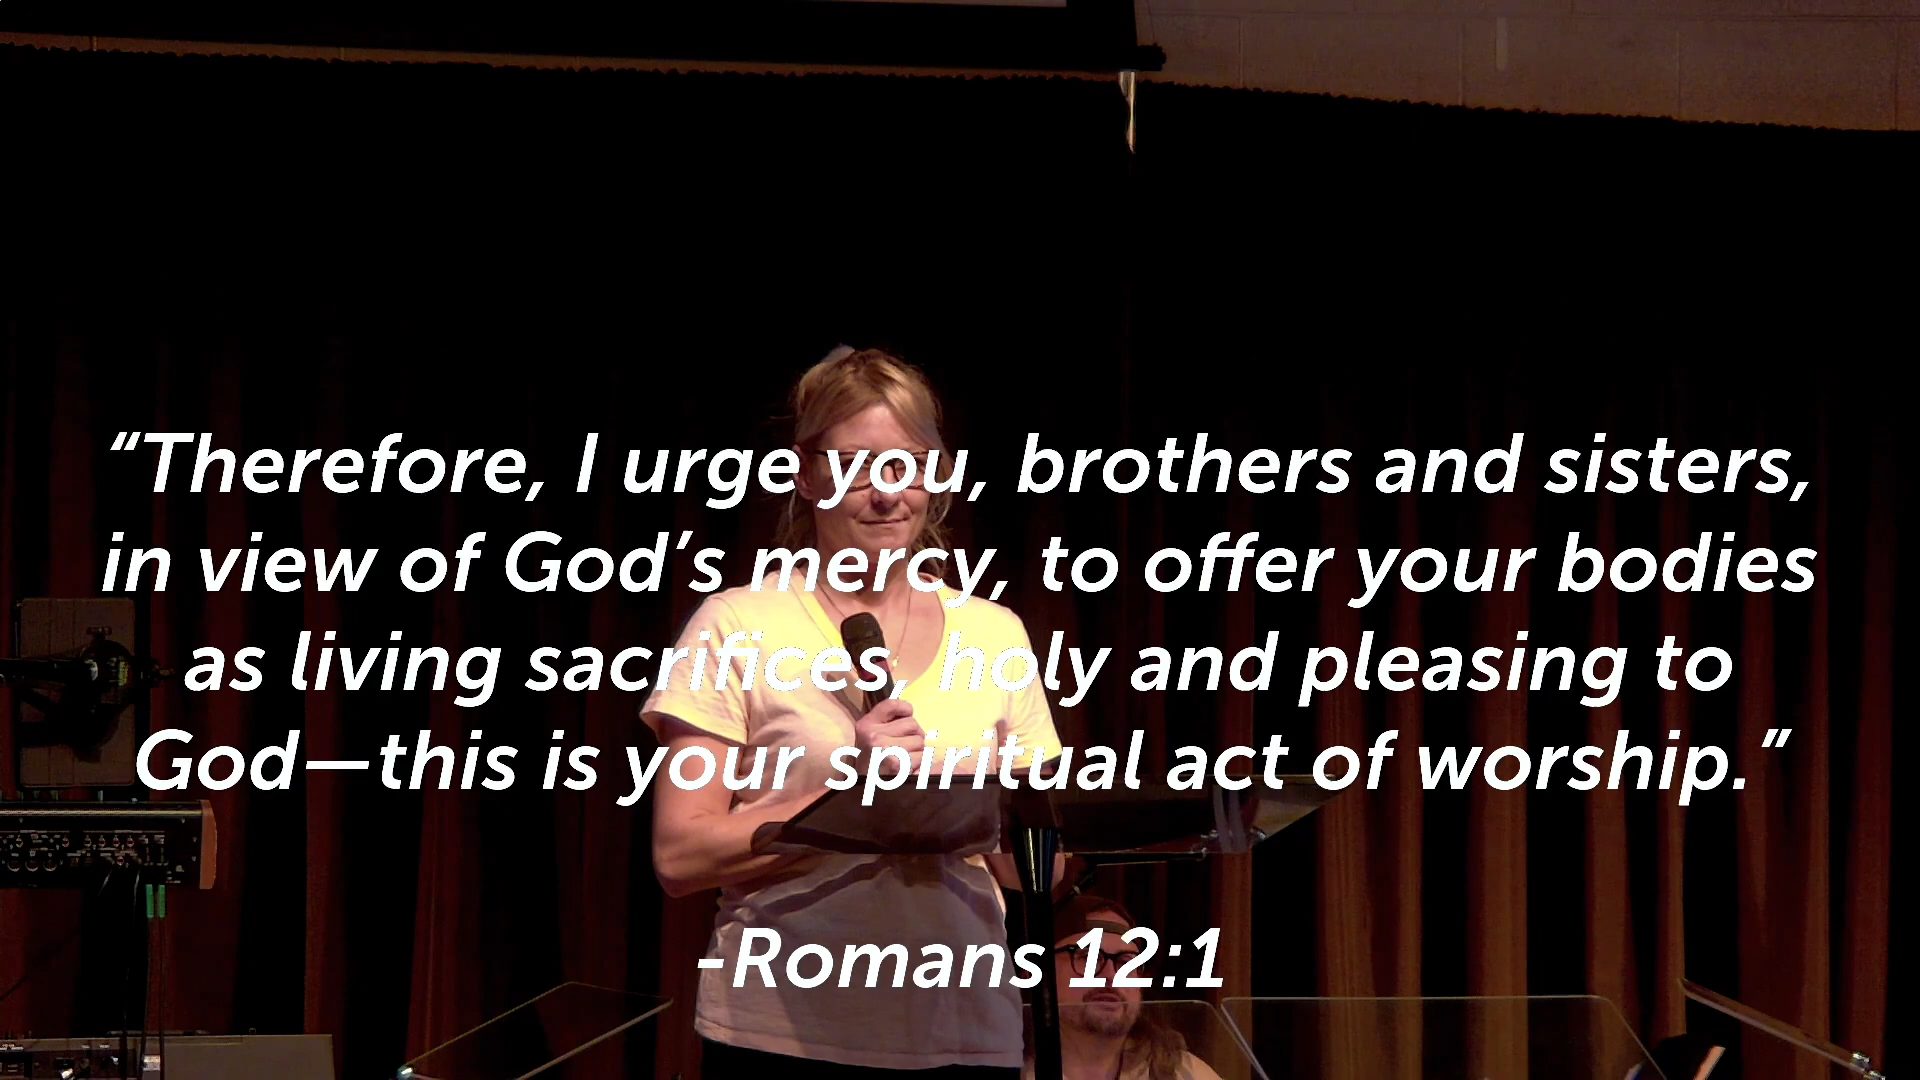 “Therefore, I urge you, brothers and sisters,
in view of God’s mercy, to offer your bodies
as living sacrifices, holy and pleasing to
God—this is your spiritual act of worship.”
-Romans 12:1